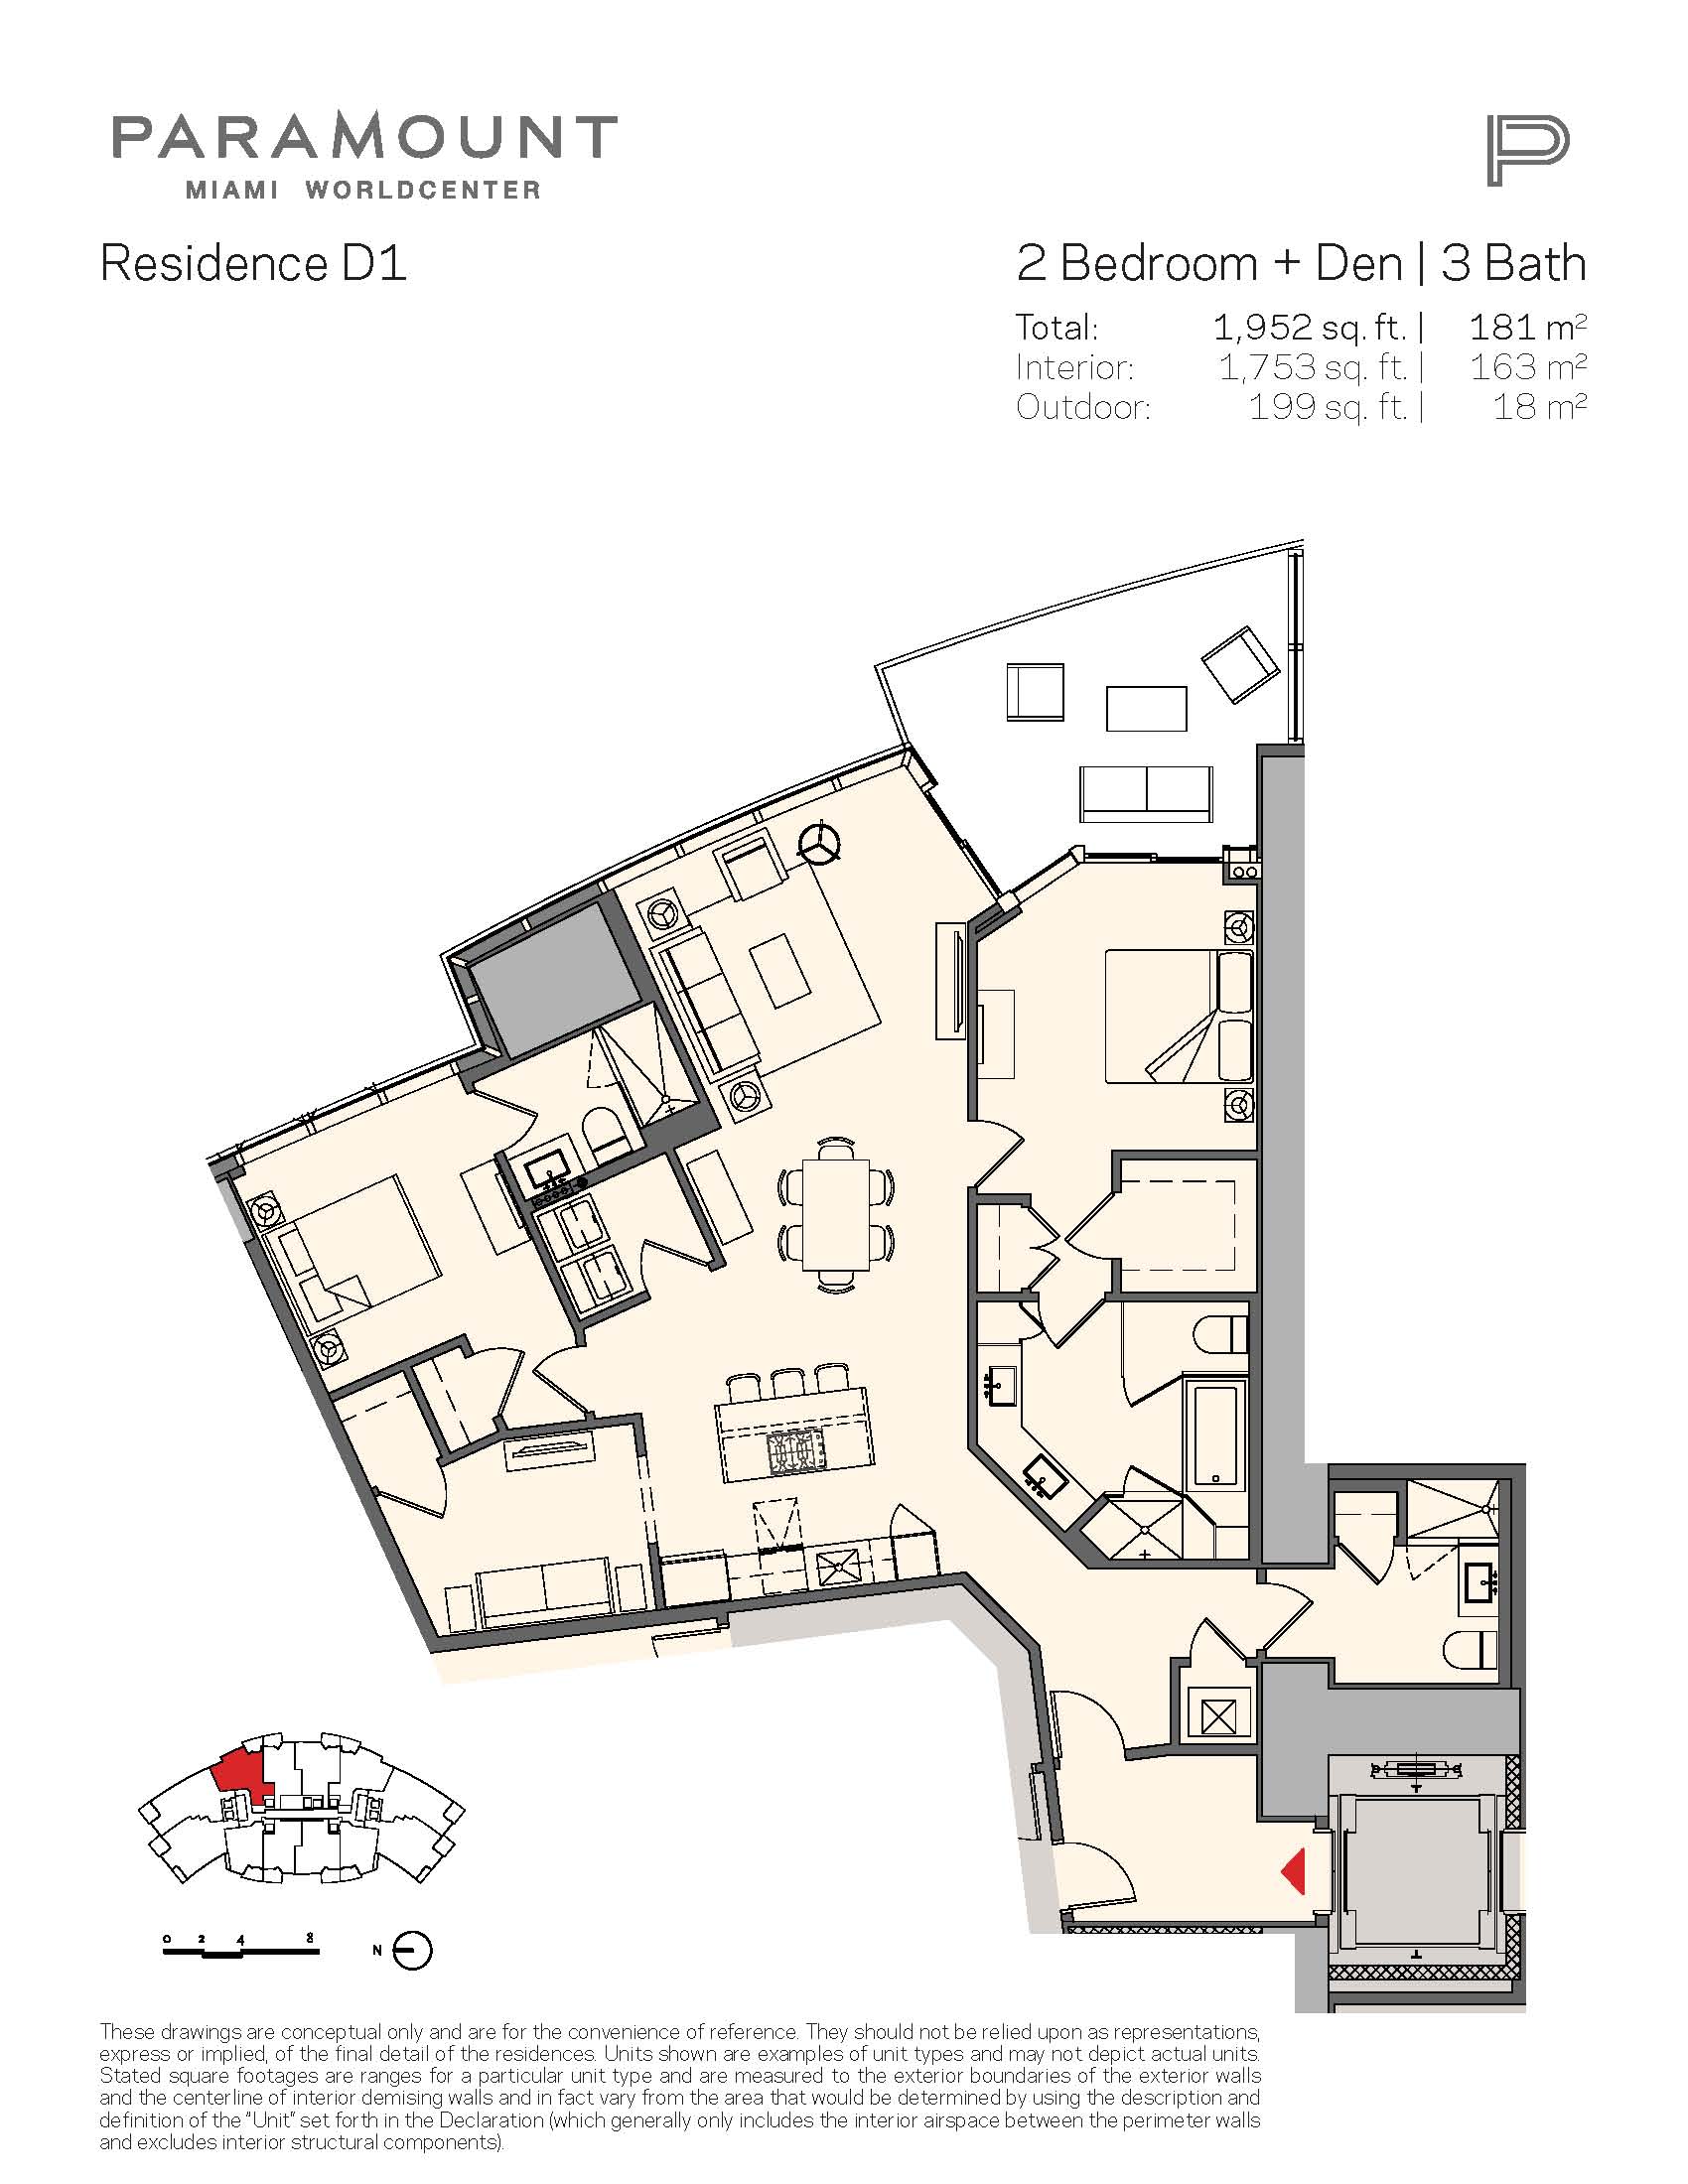 PARAMOUNT
MIAMI WORLDCENTER
P
Residence D1
2 Bedroom + Den | 3 Bath
Total: 1,952 sq. ft. | 181 m²
Interior: 1,753 sq. ft. | 163 m²
Outdoor: 199 sq. ft. | 18 m²
0 2 4 8
N
These drawings are conceptual only and are for the convenience of reference. They should not be relied upon as representations,
express or implied, of the final detail of the residences. Units shown are examples of unit types and may not depict actual units.
Stated square footages are ranges for a particular unit type and are measured to the exterior boundaries of the exterior walls
and the centerline of interior demising walls and in fact vary from the area that would be determined by using the description and
definition of the "Unit" set forth in the Declaration (which generally only includes the interior airspace between the perimeter walls
and excludes interior structural components).